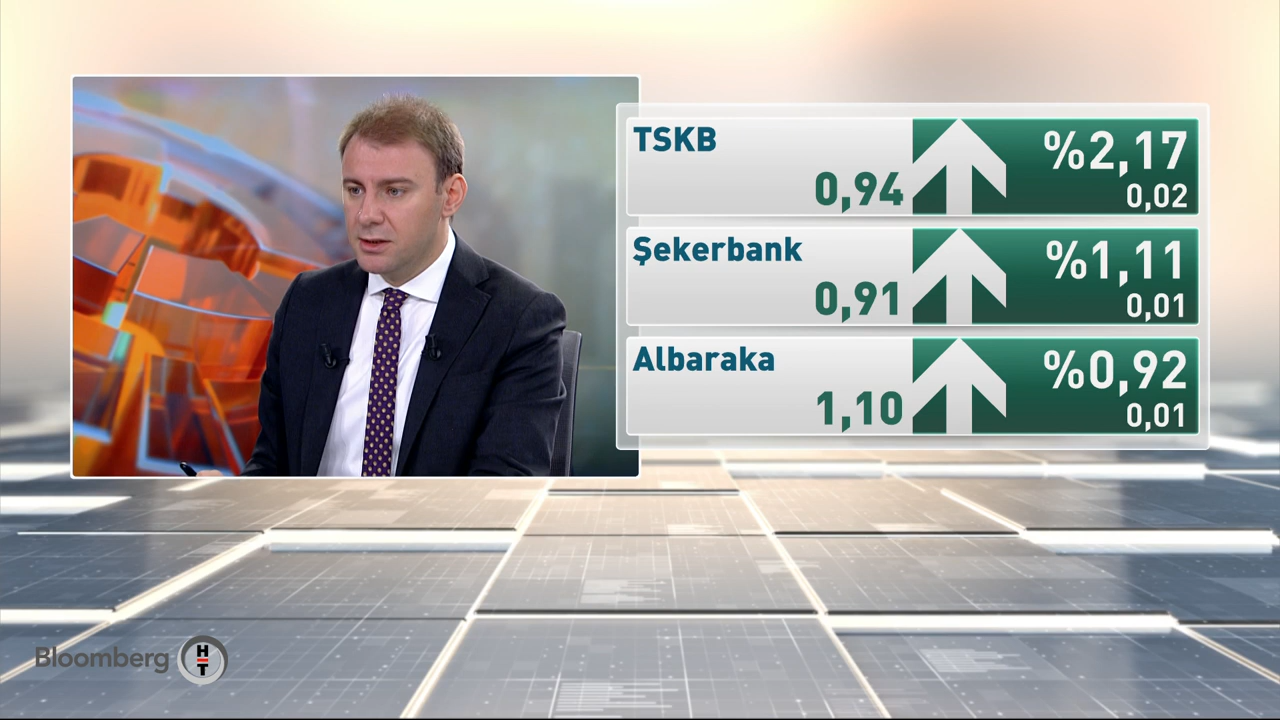 TSKB
0,94
%2,17
0,02
Şekerbank
0,91
%1,11
0,01
Albaraka
1,10
%0,92
0,01
Bloomberg HT